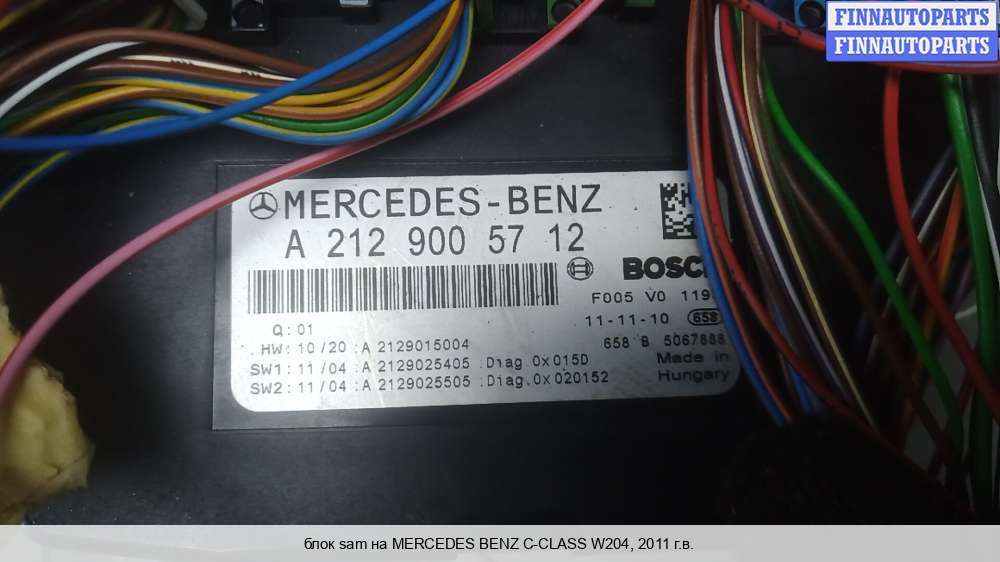 FINNAUTOPARTS
FINNAUTOPARTS
MERCEDES-BENZ
A 212 900 57 12
BOSCH
F005 V0 119
Q: 01
11-11-10 658
HW: 10/20 :A 2129015004
658 B 5067888
SW1: 11/04 :A 2129025405 :Diag.0x015D
Made in
SW2: 11/04 :A 2129025505 :Diag.0x020152
Hungary
блок sam на MERCEDES BENZ C-CLASS W204, 2011 г.в.